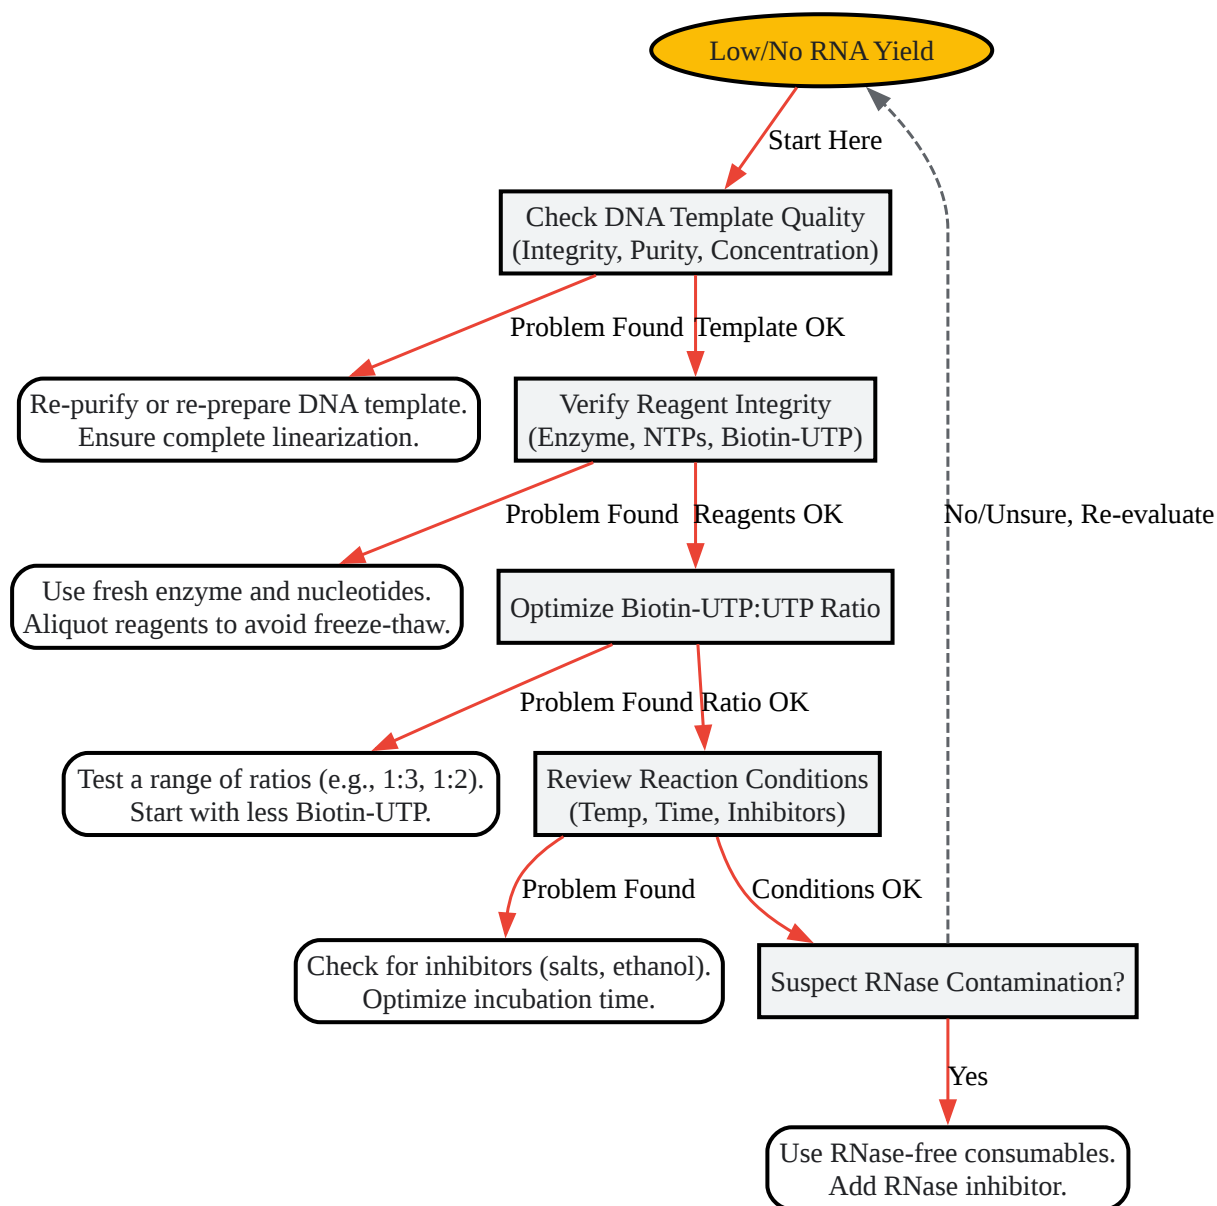 Low/No RNA Yield
Start Here
Check DNA Template Quality
(Integrity, Purity, Concentration)
Problem Found
Template OK
Re-purify or re-prepare DNA template.
Ensure complete linearization.
Verify Reagent Integrity
(Enzyme, NTPs, Biotin-UTP)
Problem Found
Reagents OK
No/Unsure, Re-evaluate
Use fresh enzyme and nucleotides.
Aliquot reagents to avoid freeze-thaw.
Optimize Biotin-UTP:UTP Ratio
Problem Found
Ratio OK
Test a range of ratios (e.g., 1:3, 1:2).
Start with less Biotin-UTP.
Review Reaction Conditions
(Temp, Time, Inhibitors)
Problem Found
Conditions OK
Check for inhibitors (salts, ethanol).
Optimize incubation time.
Suspect RNase Contamination?
Yes
Use RNase-free consumables.
Add RNase inhibitor.